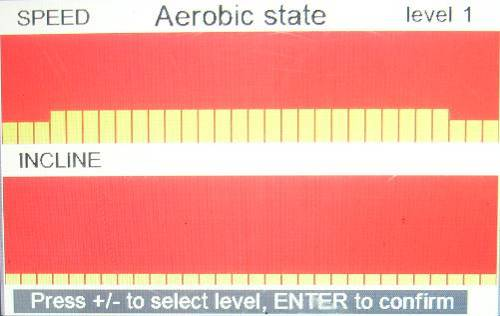 SPEED Aerobic state level 1
INCLINE
Press +/- to select level, ENTER to confirm